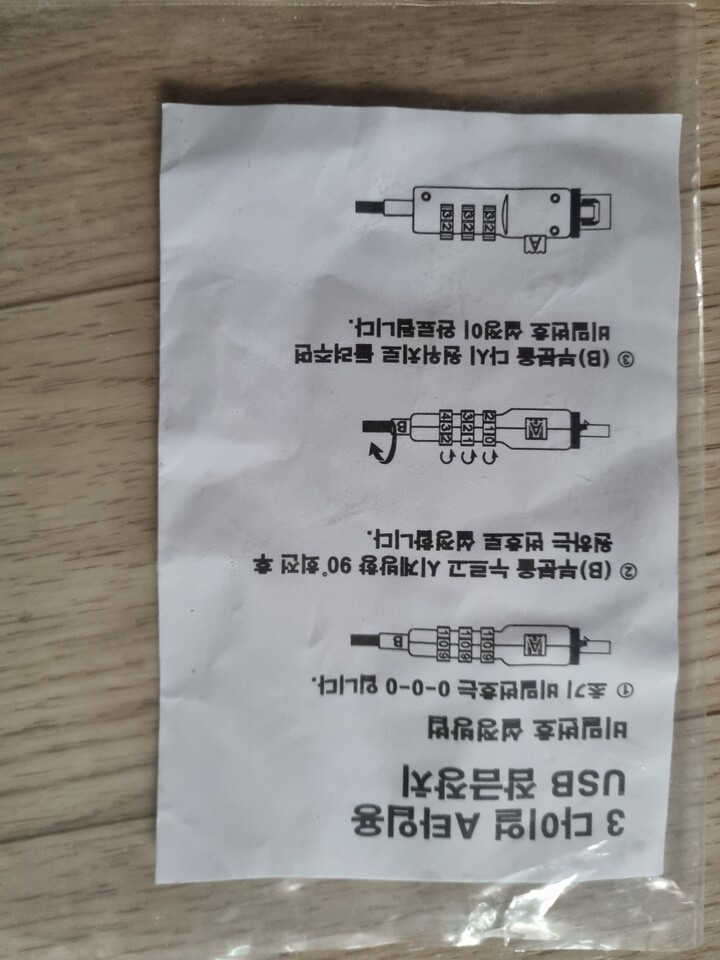 3 다이얼 A타입용
USB 잠금장치
비밀번호 설정방법
① 초기 비밀번호는 0-0-0 입니다.
B
② (B)부분을 누르고 시계방향 90˚회전 후
원하는 번호로 설정합니다.
B
③ (B)부분을 다시 원위치로 돌려주면
비밀번호 설정이 완료됩니다.
A